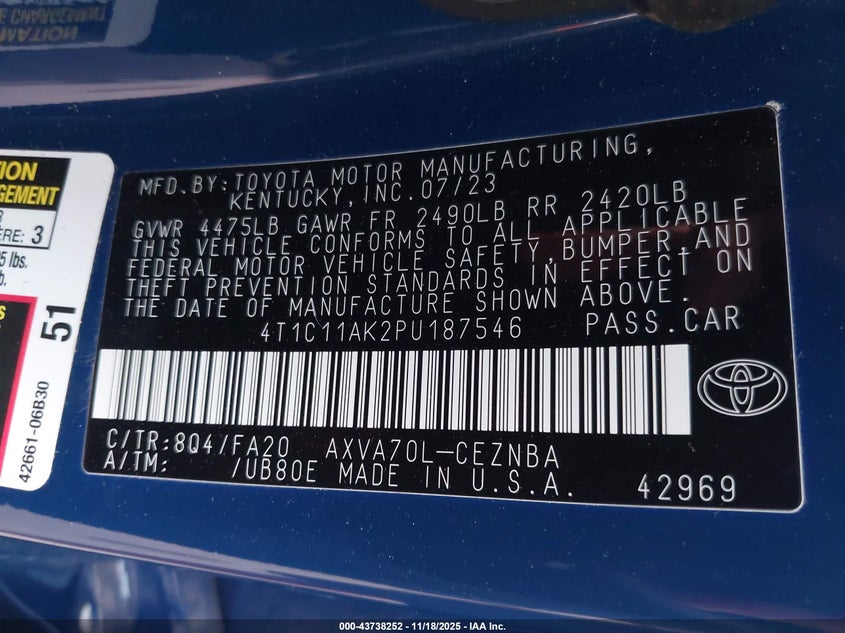 MFD.BY:TOYOTA MOTOR MANUFACTURING,
KENTUCKY,INC.07/23
GVWR 4475LB GAWR FR 2490LB RR 2420LB
THIS VEHICLE CONFORMS TO ALL APPLICABLE
FEDERAL MOTOR VEHICLE SAFETY,BUMPER,AND
THEFT PREVENTION STANDARDS IN EFFECT ON
THE DATE OF MANUFACTURE SHOWN ABOVE.
4T1C11AK2PU187546 PASS.CAR
C/TR:8Q4/FA20 AXVA70L-CEZNBA
A/TM: /UB80E MADE IN U.S.A.
42969
ERE: 3
lbs.
51
42661-06B30
000-43738252 - 11/18/2025 - IAA Inc.